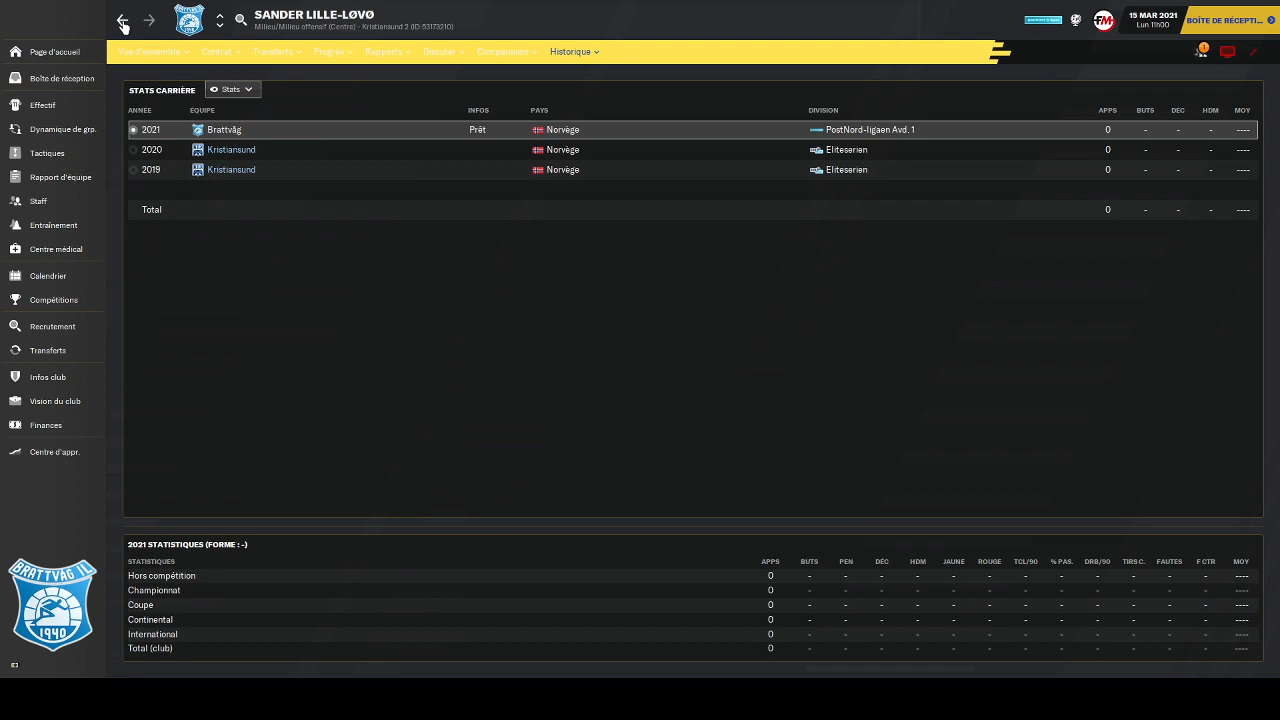 SANDER LILLE-LØVØ
Milieu/Milieu offensif (Centre) - Kristiansund 2 (ID:53173210)
15 MAR 2021
Lun 11h00
BOÎTE DE RÉCEPTI...
Vue d'ensemble Contrat Transferts Progrès Rapports Discuter Comparaison Historique
1
Page d'accueil
Boîte de réception
Effectif
Dynamique de grp.
Tactiques
Rapport d'équipe
Staff
Entraînement
Centre médical
Calendrier
Compétitions
Recrutement
Transferts
Infos club
Vision du club
Finances
Centre d'appr.
BRATTVÅG IL
1940
STATS CARRIÈRE Stats
ANNÉE ÉQUIPE INFOS PAYS DIVISION APPS BUTS DEC HDM MOY
2021 Brattvåg Prêt Norvège PostNord-ligaen Avd. 1 0 - - - ----
2020 Kristiansund Norvège Eliteserien 0 - - - ----
2019 Kristiansund Norvège Eliteserien 0 - - - ----
Total 0 - - - ----
2021 STATISTIQUES (FORME : -)
STATISTIQUES APPS BUTS PEN DÉC HDM JAUNE ROUGE TCL/90 % PAS. DRB/90 TIRS C. FAUTES F CTR MOY
Hors compétition 0 - - - - - - - - - - - - ----
Championnat 0 - - - - - - - - - - - - ----
Coupe 0 - - - - - - - - - - - - ----
Continental 0 - - - - - - - - - - - - ----
International 0 - - - - - - - - - - - - ----
Total (club) 0 - - - - - - - - - - - - ----